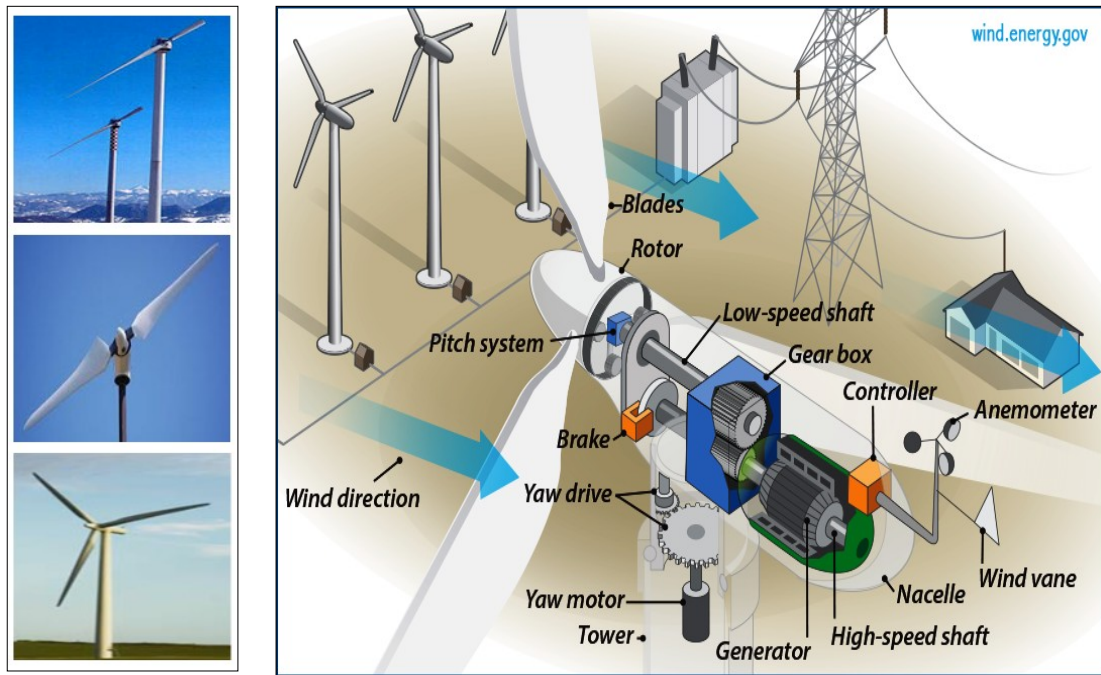 wind.energy.gov
Blades
Rotor
Low-speed shaft
Pitch system
Gear box
Controller
Anemometer
Brake
Wind direction
Yaw drive
Yaw motor
Tower
Generator
High-speed shaft
Nacelle
Wind vane